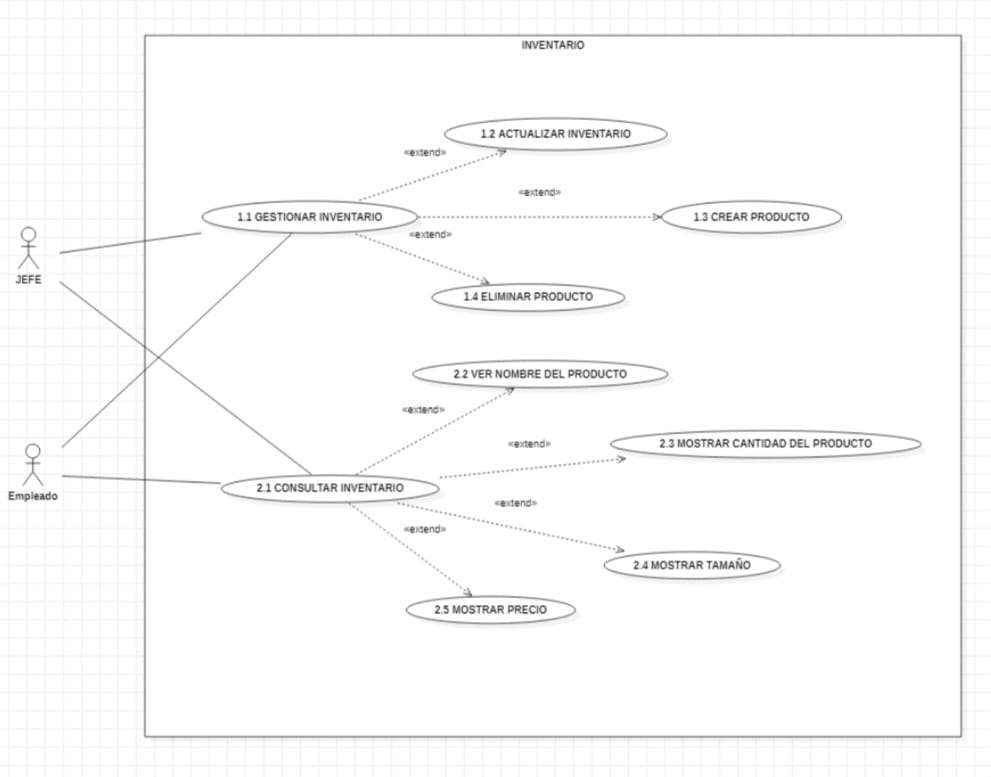 INVENTARIO
1.2 ACTUALIZAR INVENTARIO
«extend»
«extend»
1.1 GESTIONAR INVENTARIO
1.3 CREAR PRODUCTO
«extend»
JEFE
1.4 ELIMINAR PRODUCTO
2.2 VER NOMBRE DEL PRODUCTO
«extend»
«extend»
2.3 MOSTRAR CANTIDAD DEL PRODUCTO
Empleado
2.1 CONSULTAR INVENTARIO
«extend»
«extend»
2.4 MOSTRAR TAMAÑO
2.5 MOSTRAR PRECIO